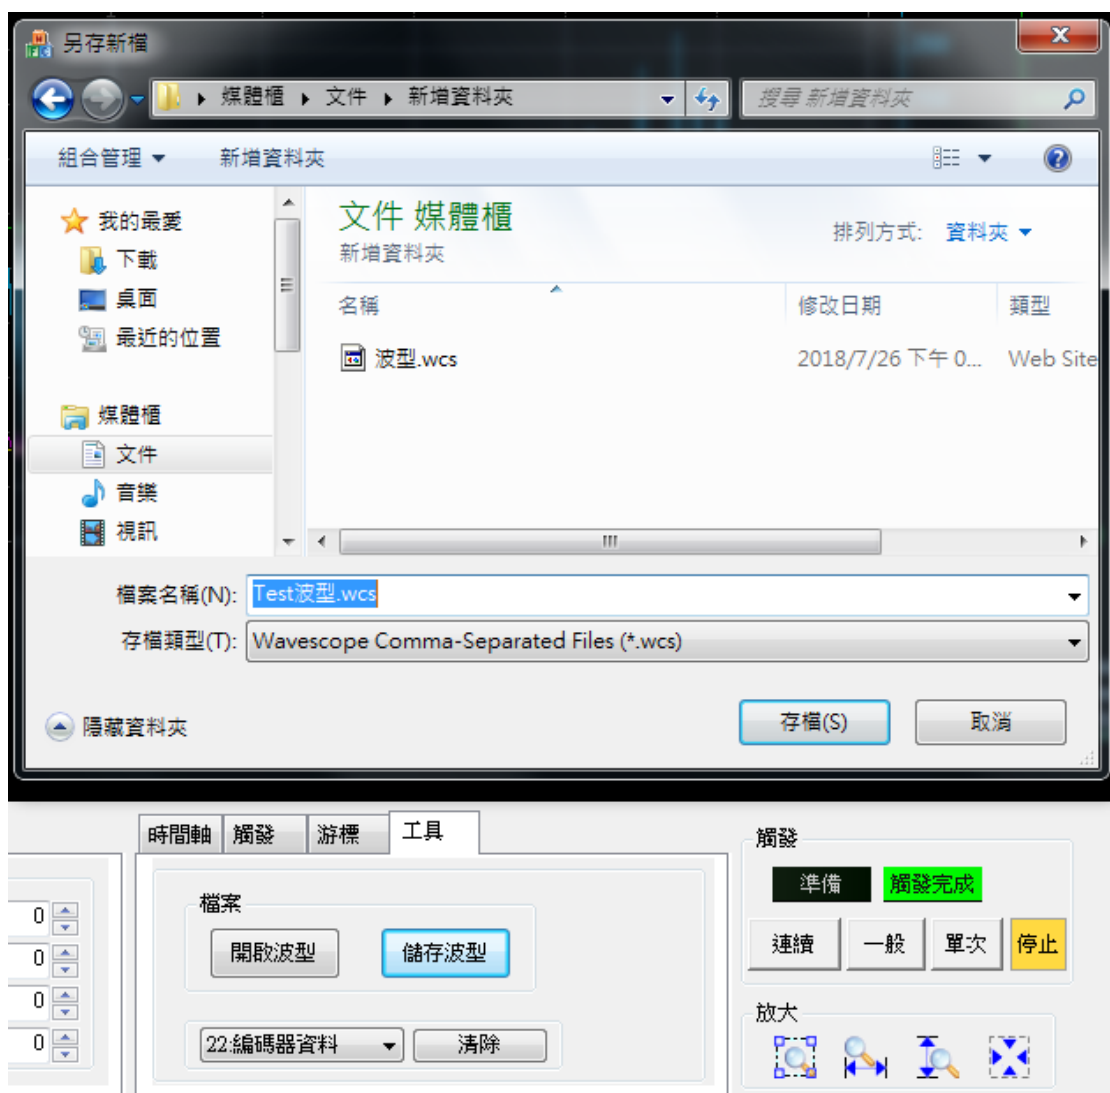 另存新檔
媒體櫃 文件 新增資料夾 搜尋 新增資料夾
組合管理 新增資料夾
我的最愛
下載
桌面
最近的位置
媒體櫃
文件
音樂
視訊
文件 媒體櫃
新增資料夾
排列方式: 資料夾
名稱 修改日期 類型
波型.wcs 2018/7/26 下午 0... Web Site
檔案名稱(N): Test波型.wcs
存檔類型(T): Wavescope Comma-Separated Files (*.wcs)
隱藏資料夾 存檔(S) 取消
0
0
0
0
時間軸 觸發 游標 工具
檔案
開啟波型 儲存波型
22:編碼器資料 清除
觸發
準備 觸發完成
連續 一般 單次 停止
放大